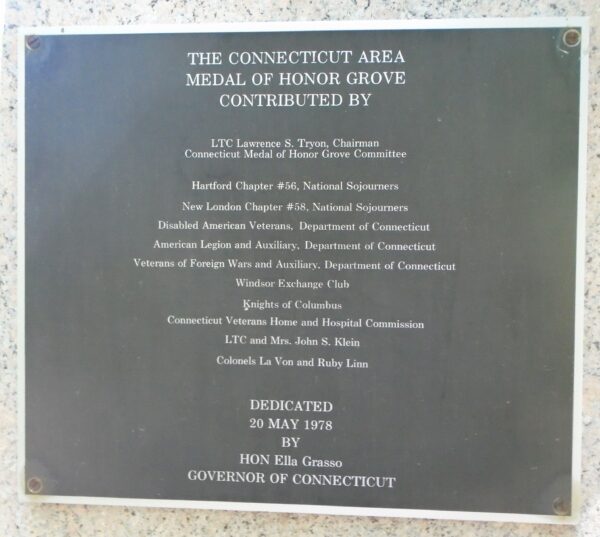 THE CONNECTICUT AREA
MEDAL OF HONOR GROVE
CONTRIBUTED BY
LTC Lawrence S. Tryon, Chairman
Connecticut Medal of Honor Grove Committee
Hartford Chapter #56, National Sojourners
New London Chapter #58, National Sojourners
Disabled American Veterans, Department of Connecticut
American Legion and Auxiliary, Department of Connecticut
Veterans of Foreign Wars and Auxiliary, Department of Connecticut
Windsor Exchange Club
Knights of Columbus
Connecticut Veterans Home and Hospital Commission
LTC and Mrs. John S. Klein
Colonels La Von and Ruby Linn
DEDICATED
20 MAY 1978
BY
HON Ella Grasso
GOVERNOR OF CONNECTICUT